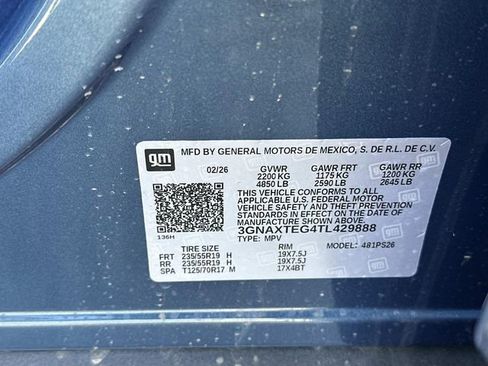 gm MFD BY GENERAL MOTORS DE MEXICO, S. DE R.L. DE C.V.
02/26 GVWR GAWR FRT GAWR RR
2200 KG 1175 KG 1200 KG
4850 LB 2590 LB 2645 LB
THIS VEHICLE CONFORMS TO ALL
APPLICABLE U.S. FEDERAL MOTOR
VEHICLE SAFETY AND THEFT PREVENTION
STANDARDS IN EFFECT ON THE DATE OF
MANUFACTURE SHOWN ABOVE.
3GNAXTEG4TL429888
136H TYPE: MPV MODEL: 481PS26
TIRE SIZE RIM
FRT 235/55R19 H 19X7.5J
RR 235/55R19 H 19X7.5J
SPA T125/70R17 M 17X4BT